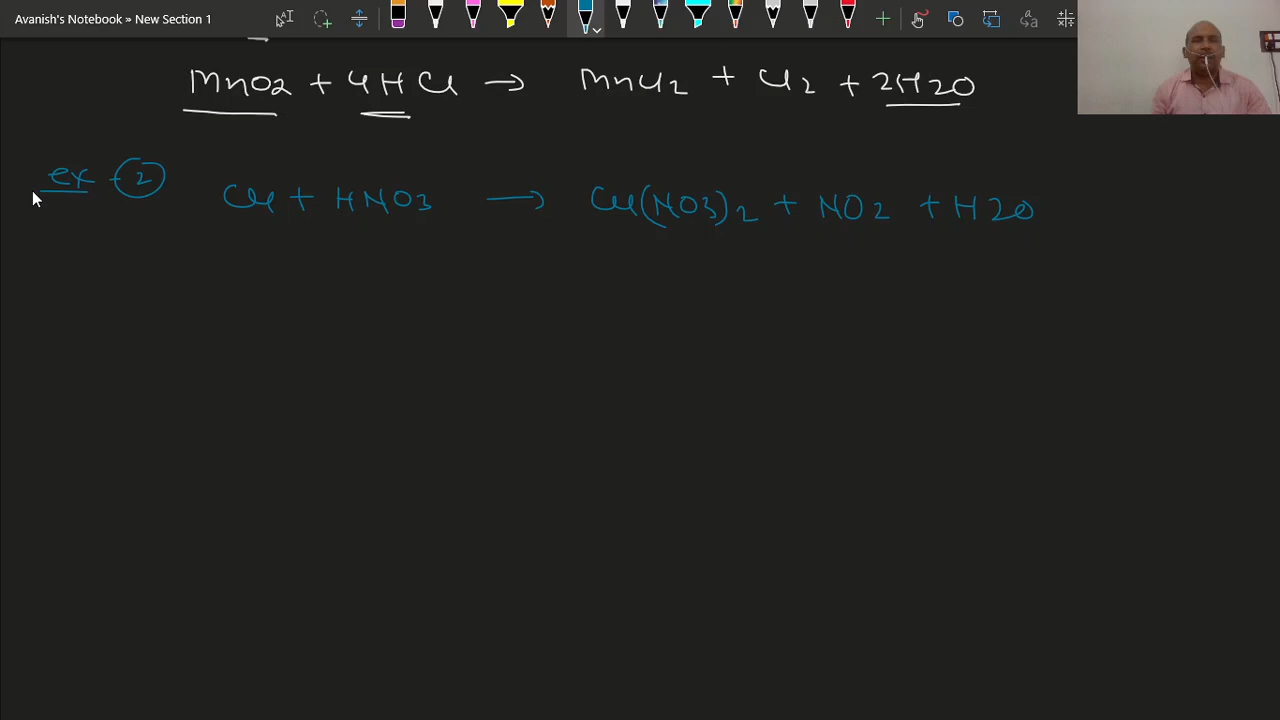 Avanish's Notebook » New Section 1
MnO2 + 4HCl → MnCl2 + Cl2 + 2H2O
ex - 2
Cu + HNO3 → Cu(NO3)2 + NO2 + H2O